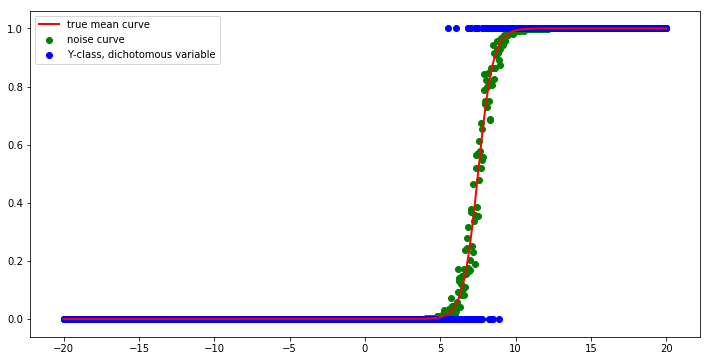 true mean curve
noise curve
Y-class, dichotomous variable
1.0
0.8
0.6
0.4
0.2
0.0
−20 −15 −10 −5 0 5 10 15 20